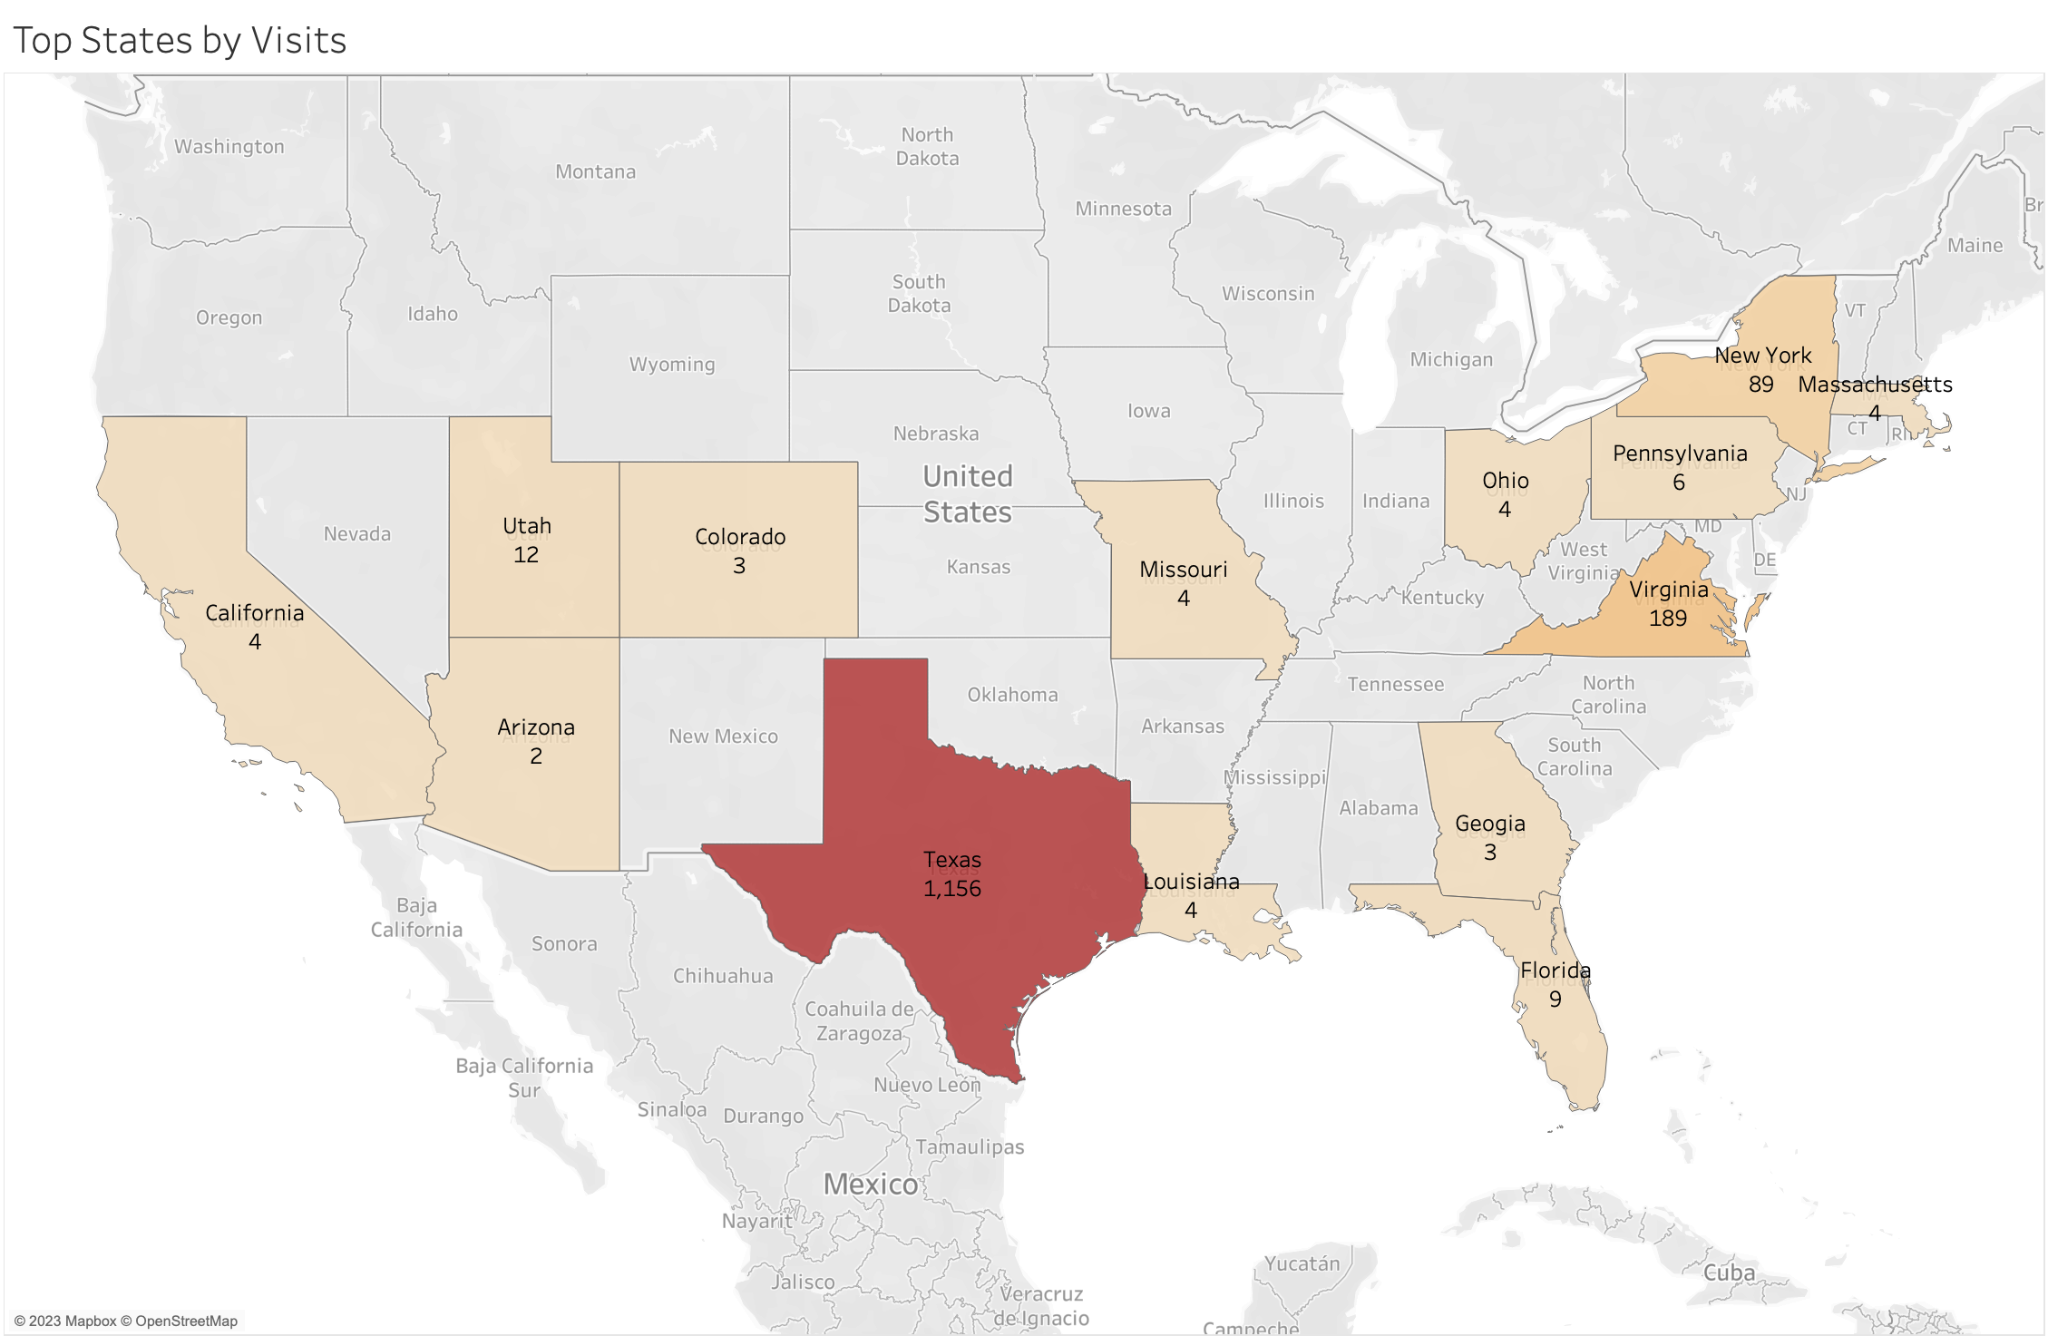 Top States by Visits
Washington
Montana
North
Dakota
Minnesota
Br
Maine
Oregon
Idaho
South
Dakota
Wisconsin
VT
Wyoming
Michigan
New York
89
Massachusetts
4
Iowa
Nebraska
CT
RI
United
States
Pennsylvania
6
Ohio
4
Illinois
Indiana
NJ
Nevada
Utah
12
Colorado
3
MD
Kansas
Missouri
4
West
Virginia
DE
Kentucky
Virginia
189
California
4
Oklahoma
Tennessee
North
Carolina
Arizona
2
New Mexico
Arkansas
South
Carolina
Mississippi
Alabama
Geogia
3
Texas
1,156
Louisiana
4
Baja
California
Sonora
Chihuahua
Florida
9
Coahuila de
Zaragoza
Baja California
Sur
Nuevo León
Sinaloa
Durango
Tamaulipas
Mexico
Nayarit
Jalisco
Yucatán
Cuba
Veracruz
de Ignacio
Campeche
© 2023 Mapbox © OpenStreetMap